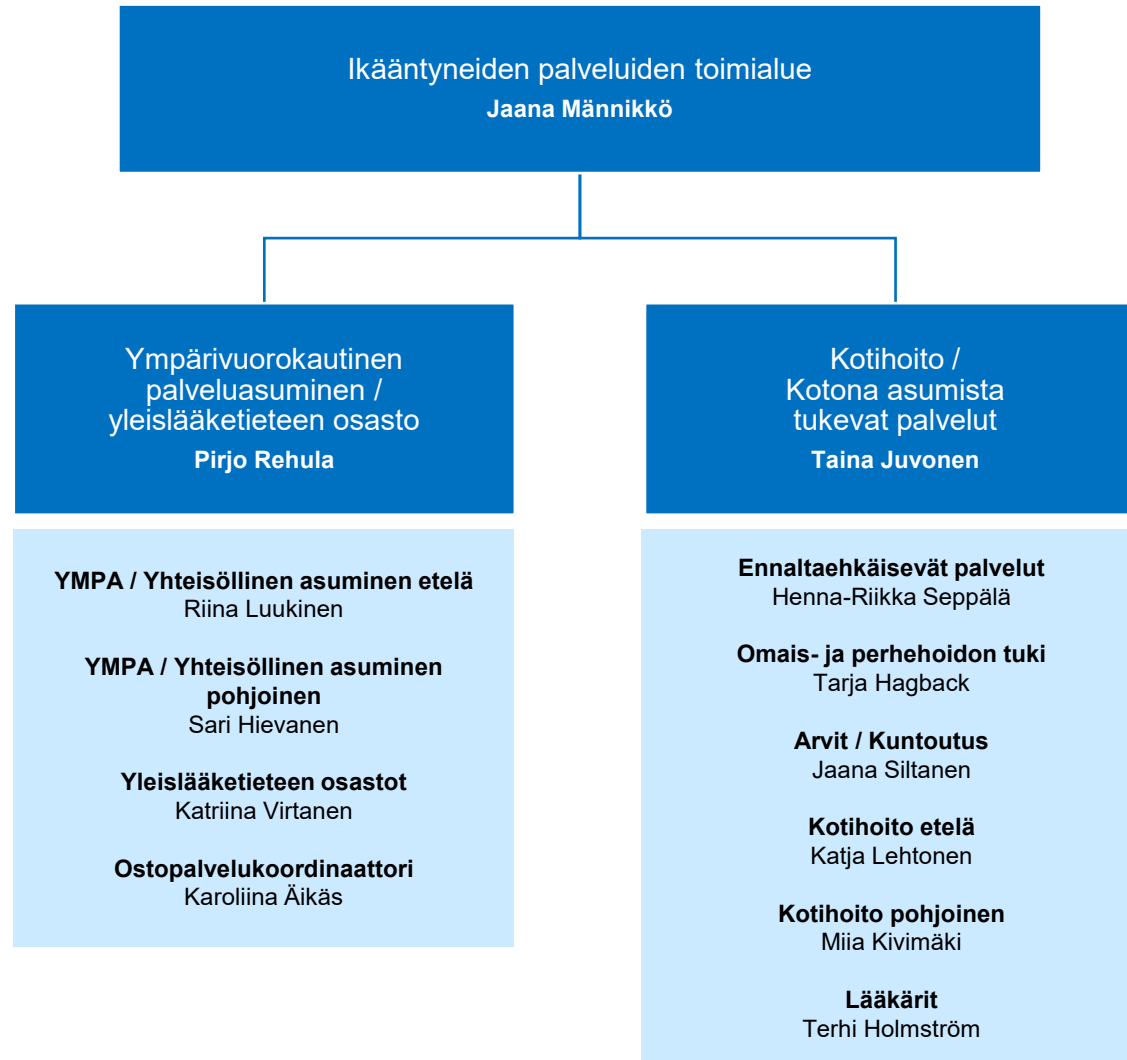 Ikääntyneiden palveluiden toimialue
Jaana Männikkö
Ympärivuorokautinen
palveluasuminen /
yleislääketieteen osasto
Pirjo Rehula
YMPA / Yhteisöllinen asuminen etelä
Riina Luukinen
YMPA / Yhteisöllinen asuminen
pohjoinen
Sari Hievanen
Yleislääketieteen osastot
Katriina Virtanen
Ostopalvelukoordinaattori
Karoliina Äikäs
Kotihoito /
Kotona asumista
tukevat palvelut
Taina Juvonen
Ennaltaehkäisevät palvelut
Henna-Riikka Seppälä
Omais- ja perhehoidon tuki
Tarja Hagback
Arvit / Kuntoutus
Jaana Siltanen
Kotihoito etelä
Katja Lehtonen
Kotihoito pohjoinen
Miia Kivimäki
Lääkärit
Terhi Holmström